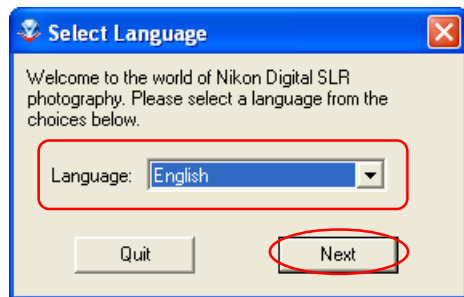 Select Language
Welcome to the world of Nikon Digital SLR
photography. Please select a language from the
choices below.
Language: English
Quit Next